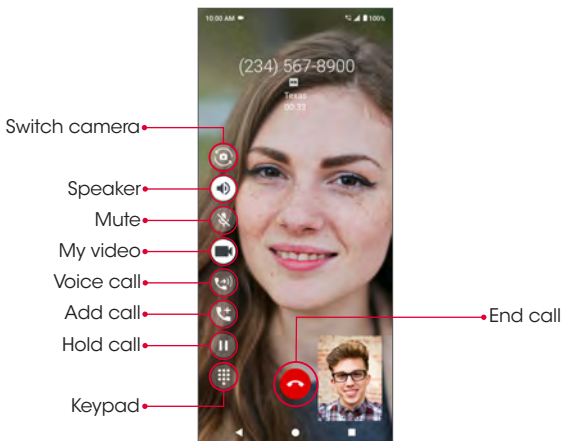 10:00 AM
100%
(234) 567-8900
HD
Texas
00:33
Switch camera
Speaker
Mute
My video
Voice call
Add call
Hold call
End call
Keypad